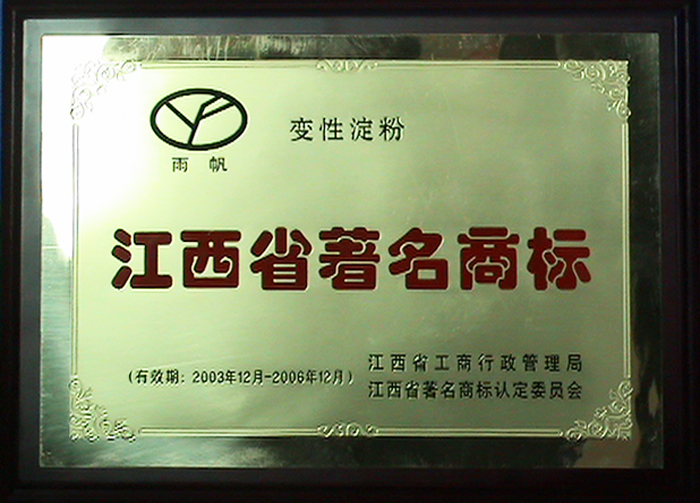 变性淀粉
雨帆
江西省著名商标
江西省工商行政管理局
(有效期: 2003年12月-2006年12月)
江西省著名商标认定委员会